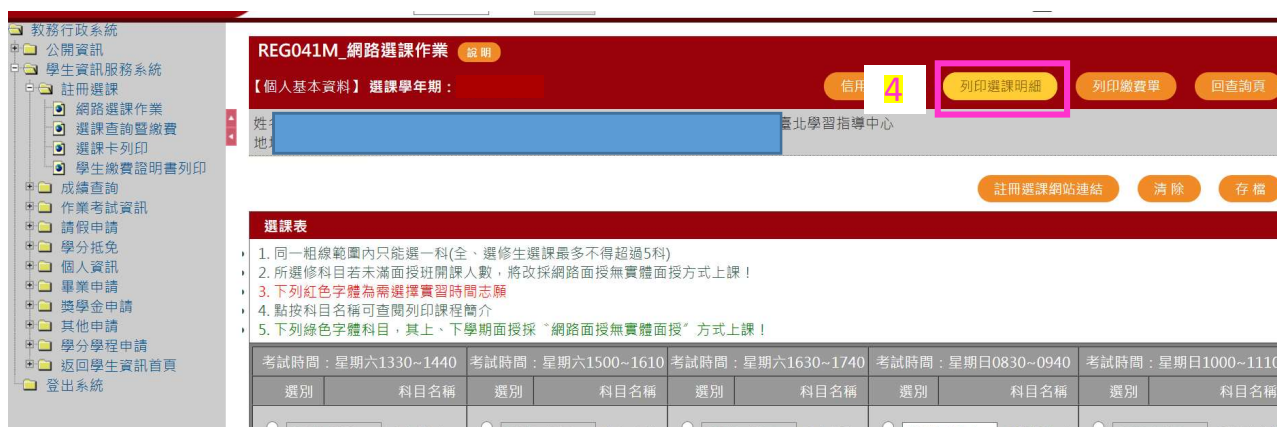 教務行政系統
公開資訊
學生資訊服務系統
註冊選課
網路選課作業
選課查詢暨繳費
選課卡列印
學生繳費證明書列印
成績查詢
作業考試資訊
請假申請
學分抵免
個人資訊
畢業申請
獎學金申請
其他申請
學分學程申請
返回學生資訊首頁
登出系統
REG041M_網路選課作業 說明
【個人基本資料】選課學年期：
信用 4 列印選課明細 列印繳費單 回查詢頁
臺北學習指導中心
註冊選課網站連結 清除 存檔
選課表
1. 同一粗線範圍內只能選一科(全、選修生選課最多不得超過5科)
2. 所選修科目若未滿面授班開課人數，將改採網路面授無實體面授方式上課！
3. 下列紅色字體為需選擇實習時間志願
4. 點按科目名稱可查閱列印課程簡介
5. 下列綠色字體科目，其上、下學期面授採〝網路面授無實體面授〞方式上課！
考試時間：星期六1330~1440 考試時間：星期六1500~1610 考試時間：星期六1630~1740 考試時間：星期日0830~0940 考試時間：星期日1000~1110
選別 科目名稱 選別 科目名稱 選別 科目名稱 選別 科目名稱 選別 科目名稱